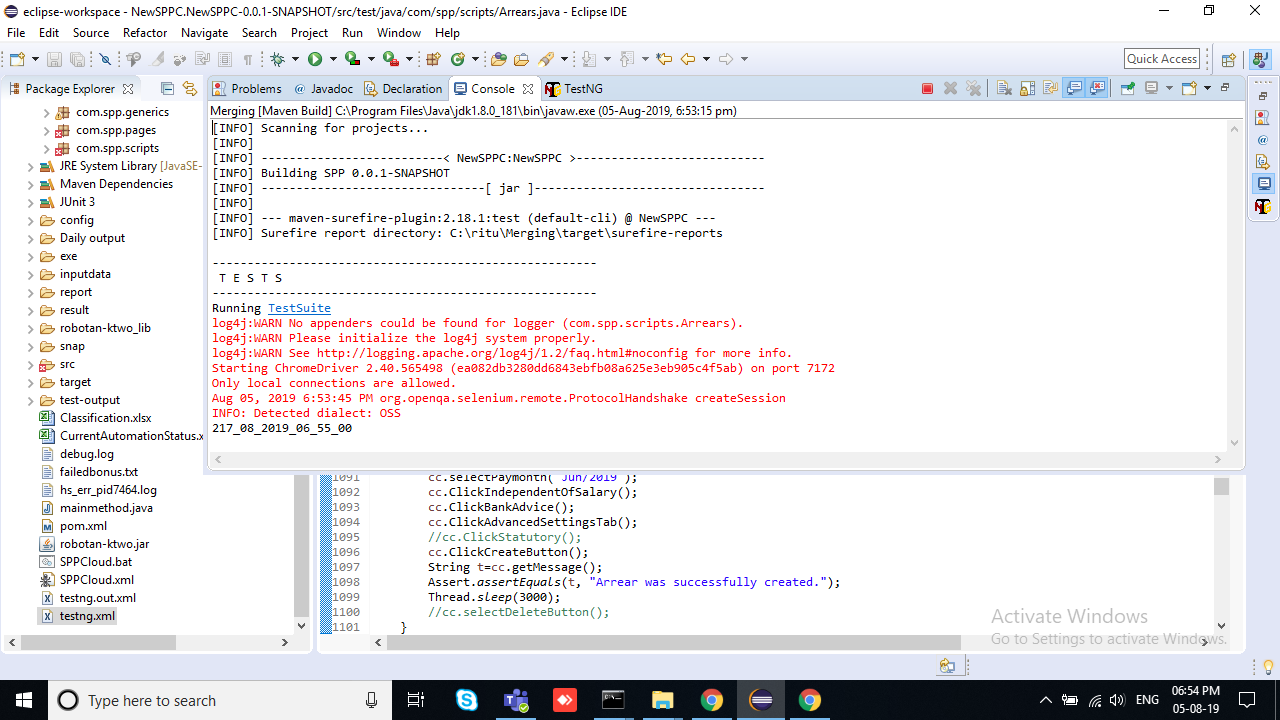 eclipse-workspace - NewSPPC.NewSPPC-0.0.1-SNAPSHOT/src/test/java/com/spp/scripts/Arrears.java - Eclipse IDE
File Edit Source Refactor Navigate Search Project Run Window Help
Quick Access
Package Explorer
com.spp.generics
com.spp.pages
com.spp.scripts
JRE System Library [JavaSE-
Maven Dependencies
JUnit 3
config
Daily output
exe
inputdata
report
result
robotan-ktwo_lib
snap
src
target
test-output
Classification.xlsx
CurrentAutomationStatus.x
debug.log
failedbonus.txt
hs_err_pid7464.log
mainmethod.java
pom.xml
robotan-ktwo.jar
SPPCloud.bat
SPPCloud.xml
testng.out.xml
testng.xml
Problems @ Javadoc Declaration Console TestNG
Merging [Maven Build] C:\Program Files\Java\jdk1.8.0_181\bin\javaw.exe (05-Aug-2019, 6:53:15 pm)
[INFO] Scanning for projects...
[INFO]
[INFO] --------------------------< NewSPPC:NewSPPC >---------------------------
[INFO] Building SPP 0.0.1-SNAPSHOT
[INFO] --------------------------------[ jar ]---------------------------------
[INFO]
[INFO] --- maven-surefire-plugin:2.18.1:test (default-cli) @ NewSPPC ---
[INFO] Surefire report directory: C:\ritu\Merging\target\surefire-reports
-------------------------------------------------------
T E S T S
-------------------------------------------------------
Running TestSuite
log4j:WARN No appenders could be found for logger (com.spp.scripts.Arrears).
log4j:WARN Please initialize the log4j system properly.
log4j:WARN See http://logging.apache.org/log4j/1.2/faq.html#noconfig for more info.
Starting ChromeDriver 2.40.565498 (ea082db3280dd6843ebfb08a625e3eb905c4f5ab) on port 7172
Only local connections are allowed.
Aug 05, 2019 6:53:45 PM org.openqa.selenium.remote.ProtocolHandshake createSession
INFO: Detected dialect: OSS
217_08_2019_06_55_00
1091 cc.selectPaymonth("Jun/2019");
1092 cc.ClickIndependentOfSalary();
1093 cc.ClickBankAdvice();
1094 cc.ClickAdvancedSettingsTab();
1095 //cc.ClickStatutory();
1096 cc.ClickCreateButton();
1097 String t=cc.getMessage();
1098 Assert.assertEquals(t, "Arrear was successfully created.");
1099 Thread.sleep(3000);
1100 //cc.selectDeleteButton();
1101 }
Activate Windows
Go to Settings to activate Windows.
Type here to search
ENG
06:54 PM
05-08-19